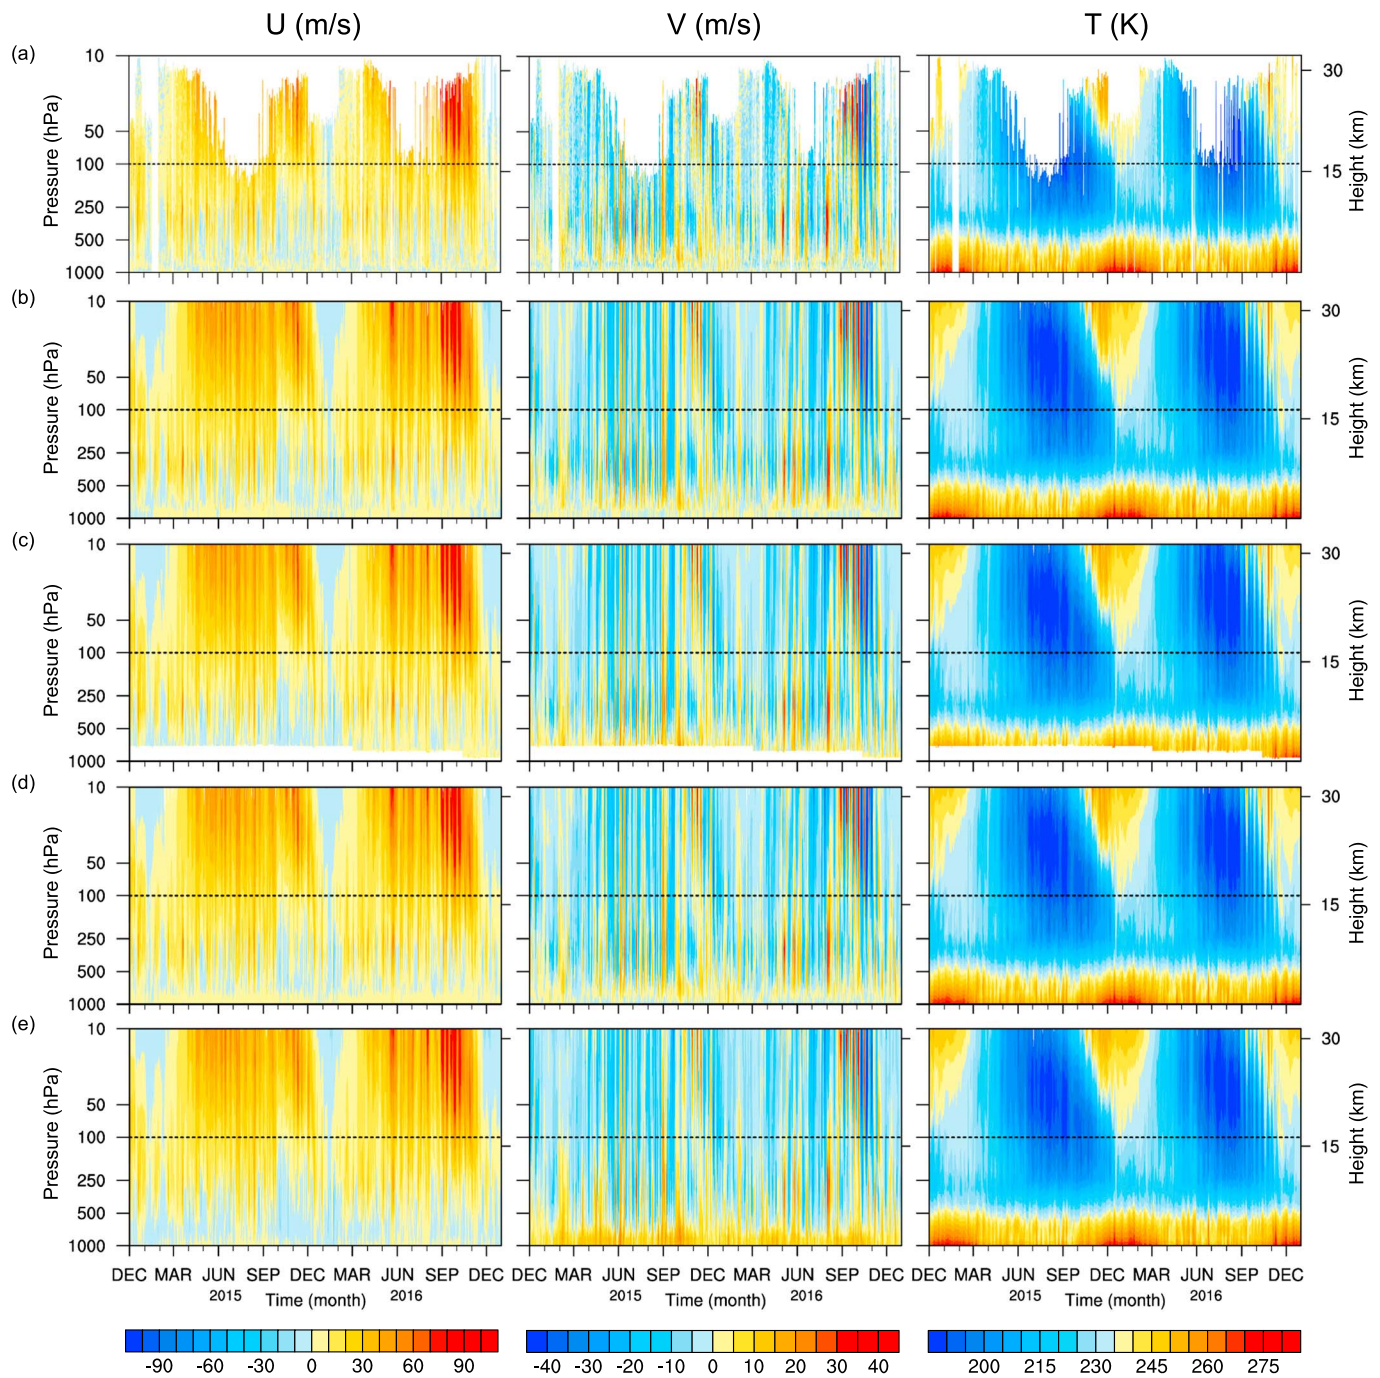 U (m/s) V (m/s) T (K)
(a)
10
50
100
250
500
1000
Pressure (hPa)
30
15
Height (km)
(b)
10
50
100
250
500
1000
Pressure (hPa)
30
15
Height (km)
(c)
10
50
100
250
500
1000
Pressure (hPa)
30
15
Height (km)
(d)
10
50
100
250
500
1000
Pressure (hPa)
30
15
Height (km)
(e)
10
50
100
250
500
1000
Pressure (hPa)
30
15
Height (km)
DEC MAR JUN SEP DEC MAR JUN SEP DEC
2015 Time (month) 2016
DEC MAR JUN SEP DEC MAR JUN SEP DEC
2015 Time (month) 2016
DEC MAR JUN SEP DEC MAR JUN SEP DEC
2015 Time (month) 2016
-90 -60 -30 0 30 60 90
-40 -30 -20 -10 0 10 20 30 40
200 215 230 245 260 275